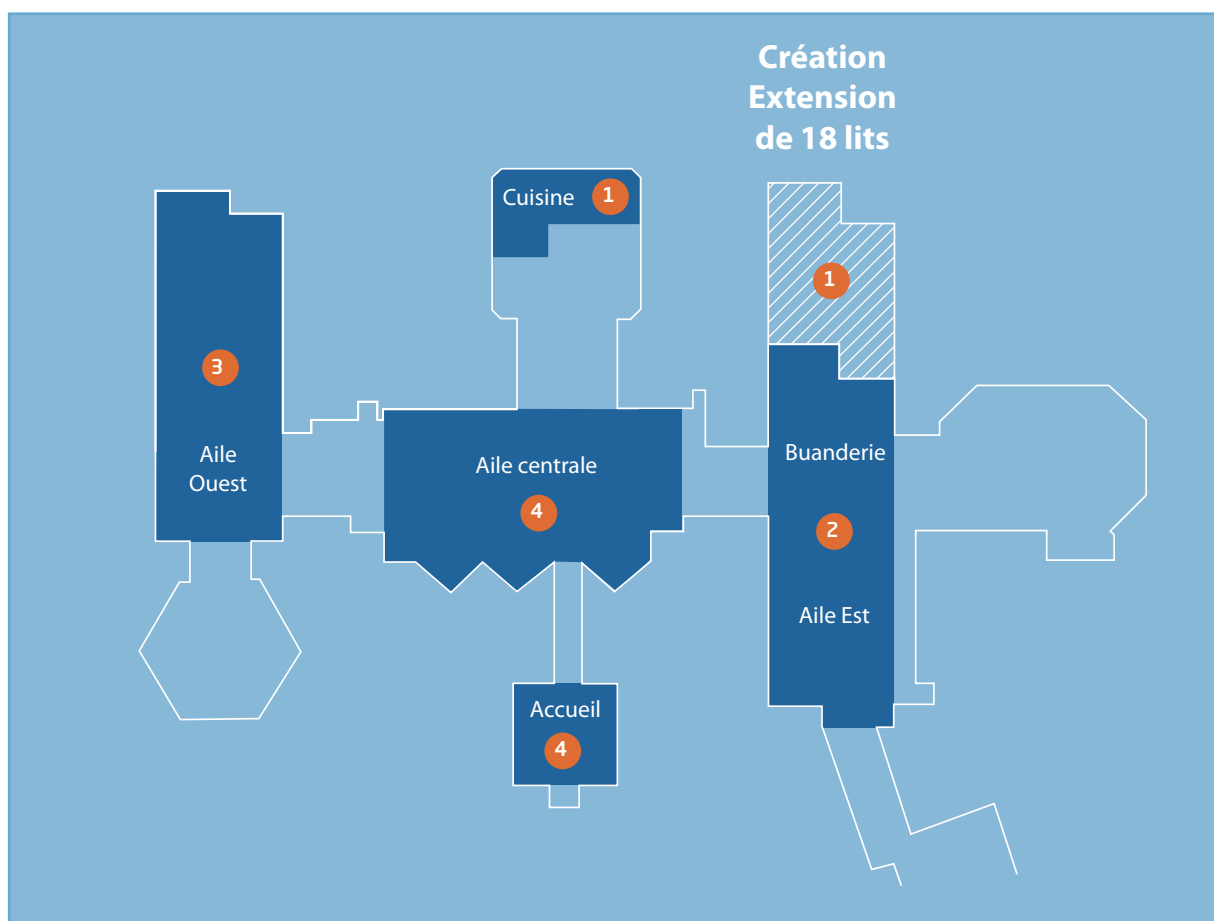 Création
Extension
de 18 lits
Cuisine 1
1
3
Aile
Ouest
Aile centrale
4
Buanderie
2
Aile Est
Accueil
4